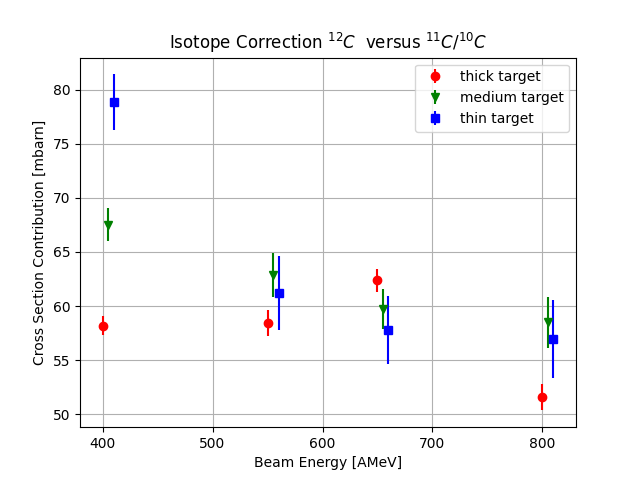 Isotope Correction ¹²C versus ¹¹C/¹⁰C
thick target
medium target
thin target
Cross Section Contribution [mbarn]
80
75
70
65
60
55
50
400
500
600
700
800
Beam Energy [AMeV]